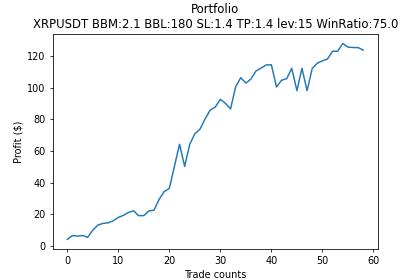 Portfolio
XRPUSDT BBM:2.1 BBL:180 SL:1.4 TP:1.4 lev:15 WinRatio:75.0
120
100
80
60
40
20
0
Profit ($)
0 10 20 30 40 50 60
Trade counts